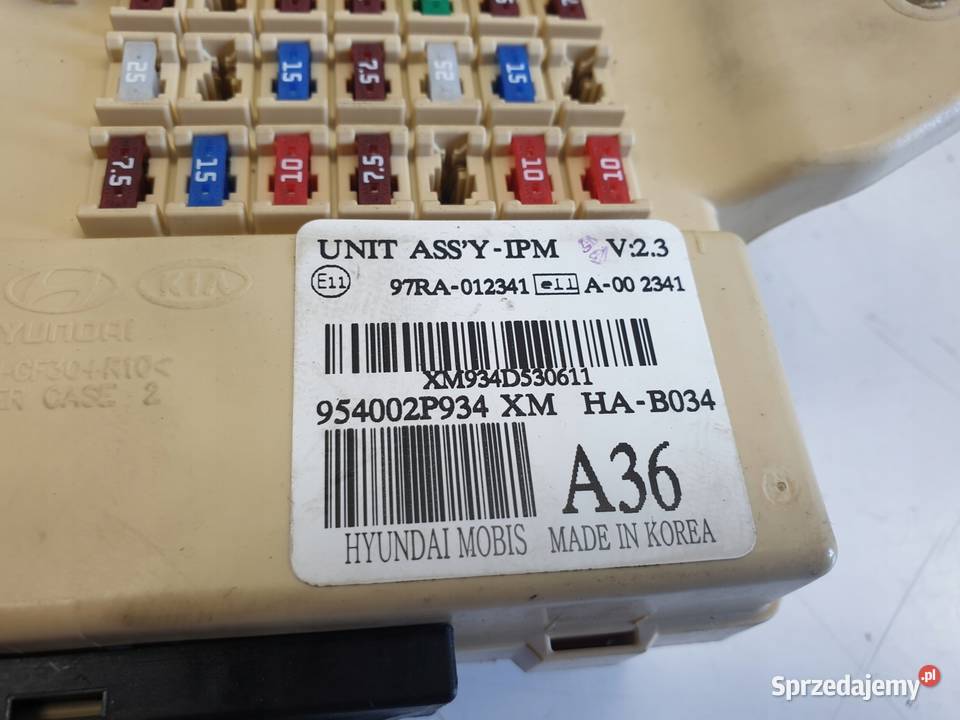 25 15 7.5 25 15
7.5 15 10 7.5 10 10
UNIT ASS'Y-IPM V:2.3
E11 97RA-012341 e11 A-00 2341
KIA
HYUNDAI
XM934D530611
CASE 2
954002P934 XM HA-B034
A36
HYUNDAI MOBIS MADE IN KOREA
Sprzedajemy.pl